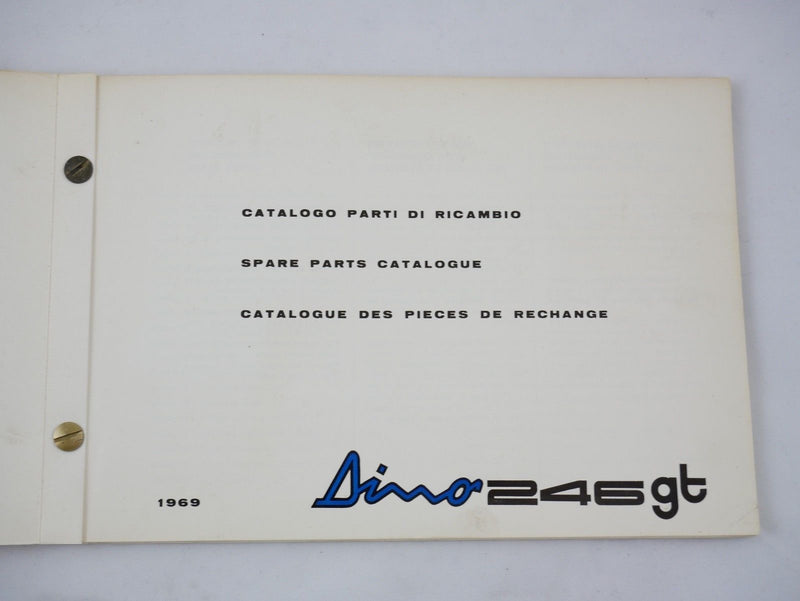 CATALOGO PARTI DI RICAMBIO
SPARE PARTS CATALOGUE
CATALOGUE DES PIECES DE RECHANGE
1969
Dino 246 gt